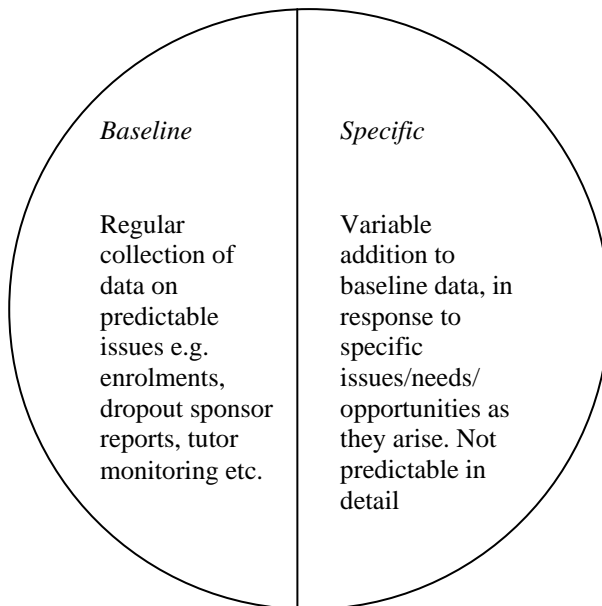 Baseline
Regular
collection of
data on
predictable
issues e.g.
enrolments,
dropout sponsor
reports, tutor
monitoring etc.
Specific
Variable
addition to
baseline data, in
response to
specific
issues/needs/
opportunities as
they arise. Not
predictable in
detail